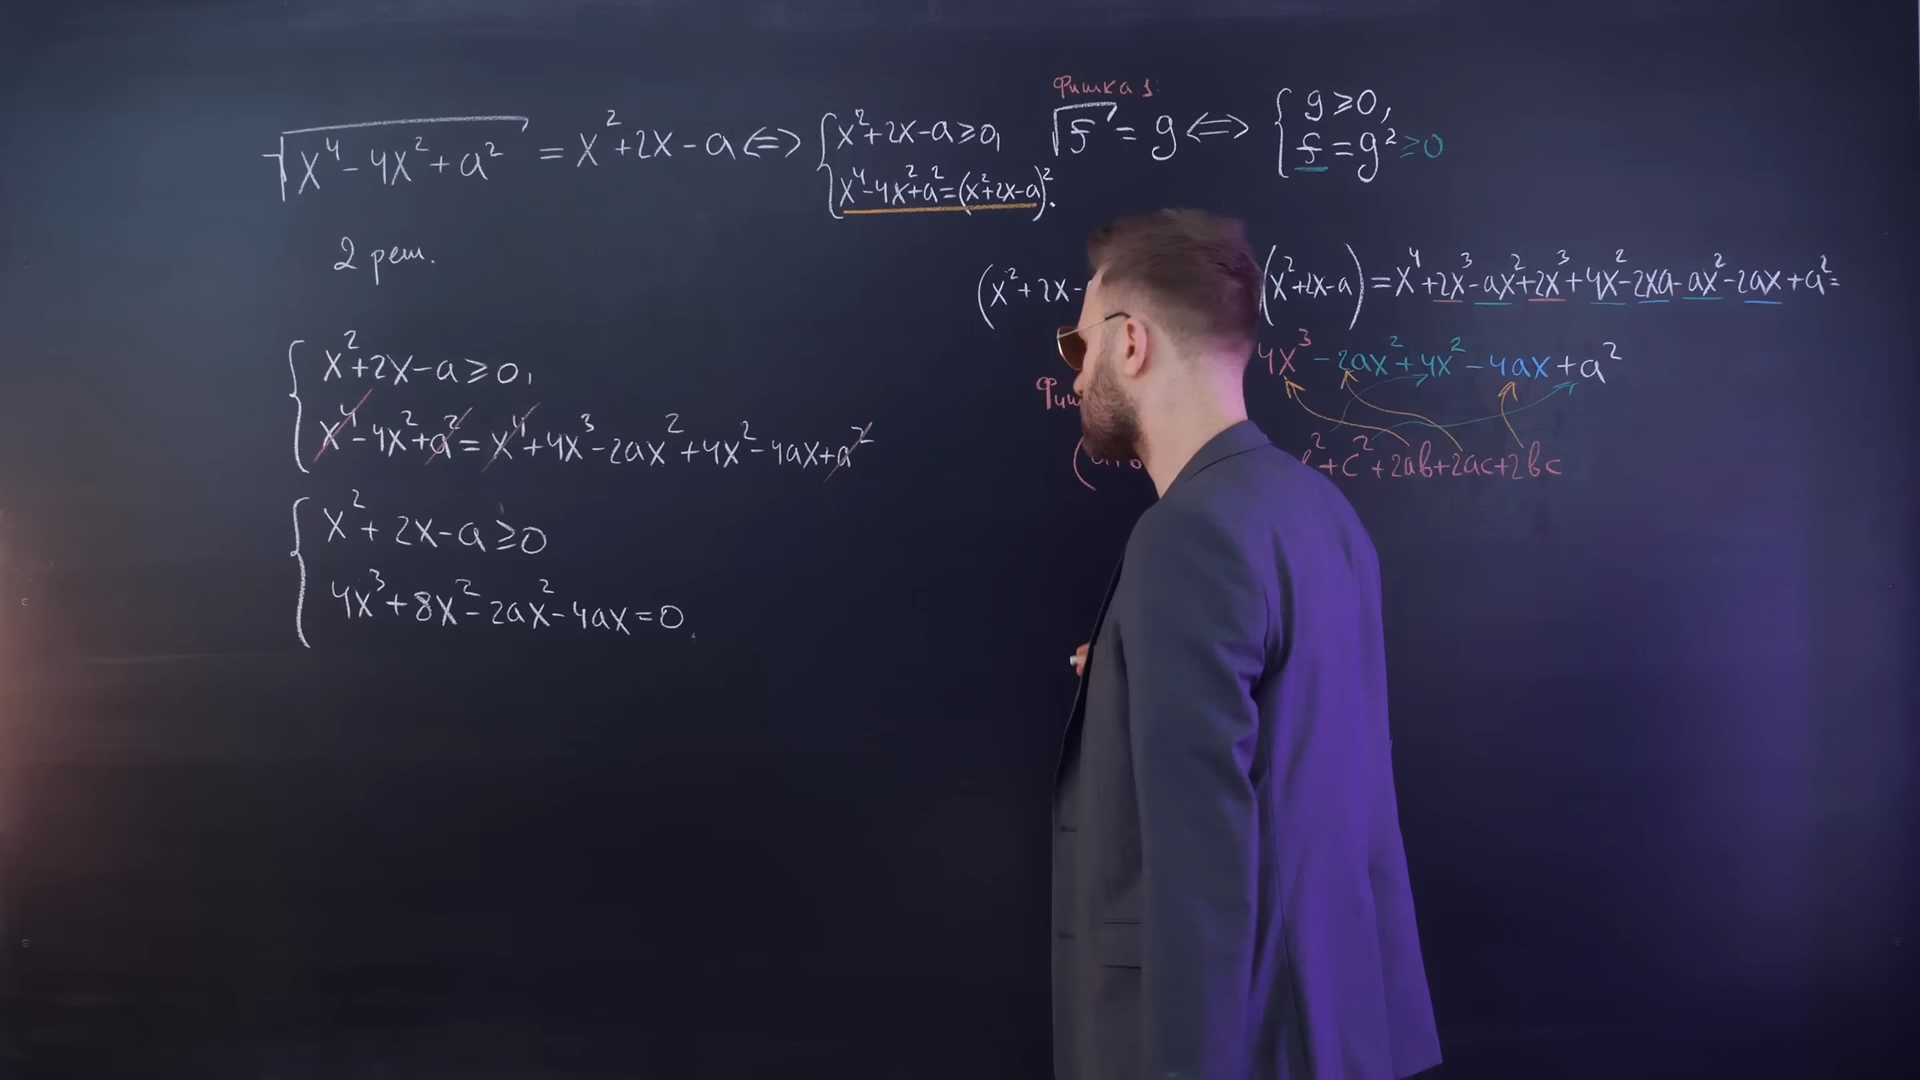 √(x⁴-4x²+a²) = x²+2x-a ⇔ { x²+2x-a≥0,
x⁴-4x²+a²=(x²+2x-a)².
Фишка 1:
√f = g ⇔ { g≥0,
f=g²≥0
2 реш.
(x²+2x- (x²+2x-a)=x⁴+2x³-ax²+2x³+4x²-2xa-ax²-2ax+a²=
4x³-2ax²+4x²-4ax+a²
+c²+2ab+2ac+2bc
{ x²+2x-a≥0,
x⁴-4x²+a²=x⁴+4x³-2ax²+4x²-4ax+a²
{ x²+2x-a≥0
4x³+8x²-2ax²-4ax=0.